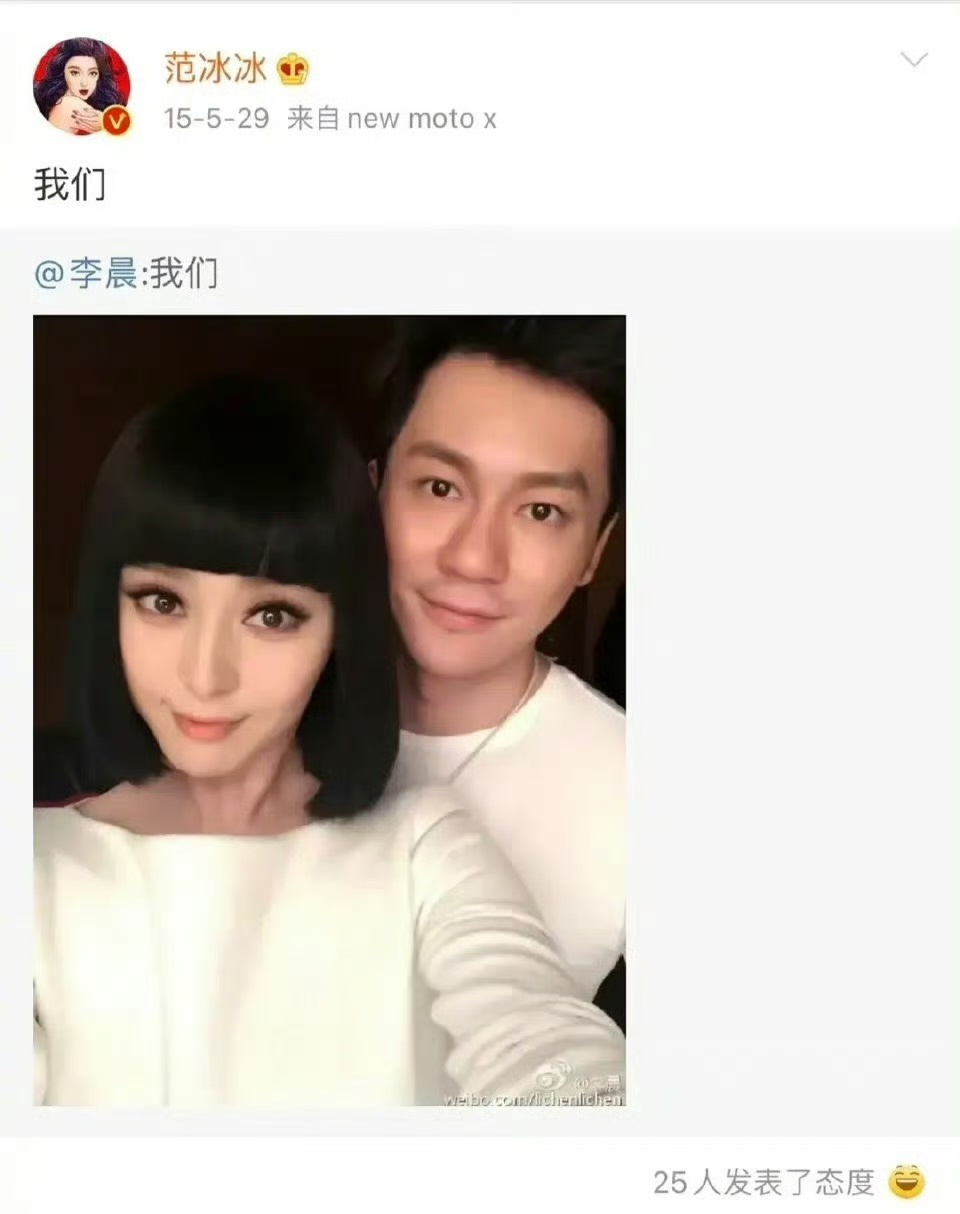 范冰冰
15-5-29 来自 new moto x
我们
@李晨:我们
weibo.com/lichenlichen
25人发表了态度